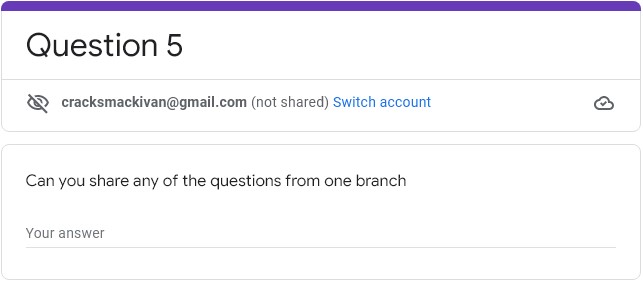 Question 5
cracksmackivan@gmail.com (not shared) Switch account
Can you share any of the questions from one branch
Your answer